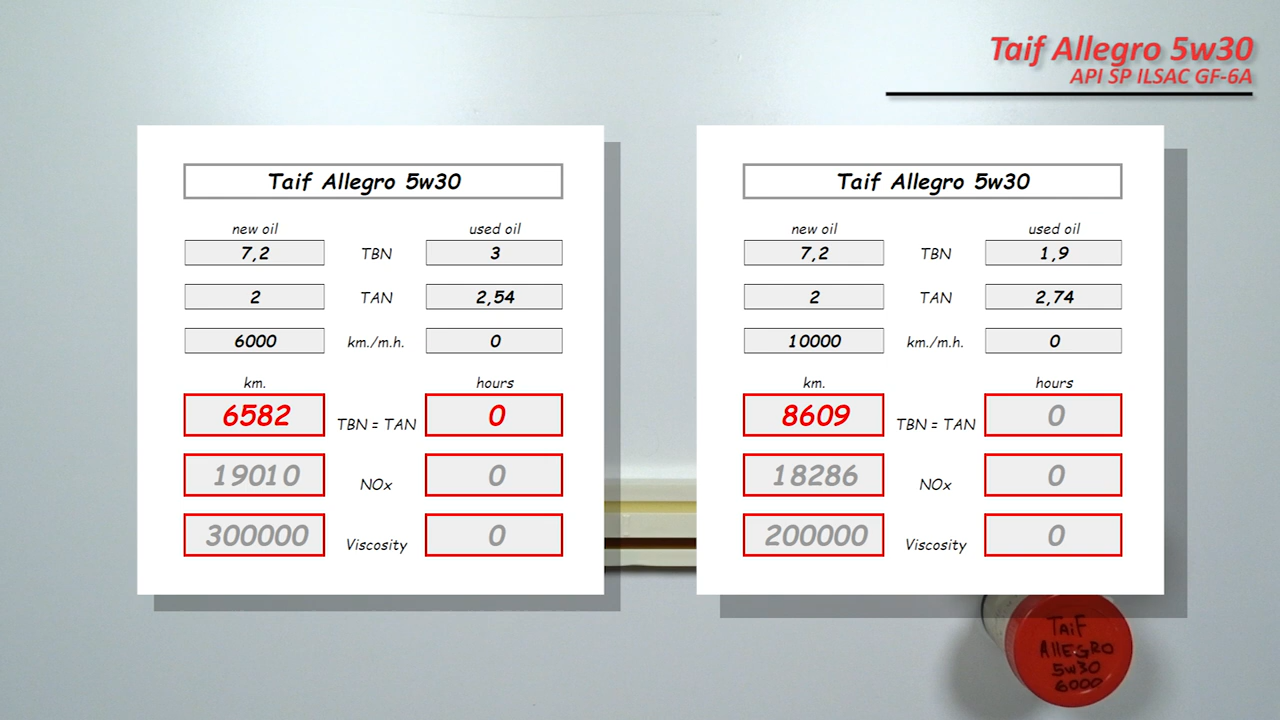 Taif Allegro 5w30
API SP ILSAC GF-6A
Taif Allegro 5w30
new oil used oil
7,2 TBN 3
2 TAN 2,54
6000 km./m.h. 0
km. hours
6582 TBN = TAN 0
19010 NOx 0
300000 Viscosity 0
Taif Allegro 5w30
new oil used oil
7,2 TBN 1,9
2 TAN 2,74
10000 km./m.h. 0
km. hours
8609 TBN = TAN 0
18286 NOx 0
200000 Viscosity 0
TAiF
AllEGRO
5w30
6000